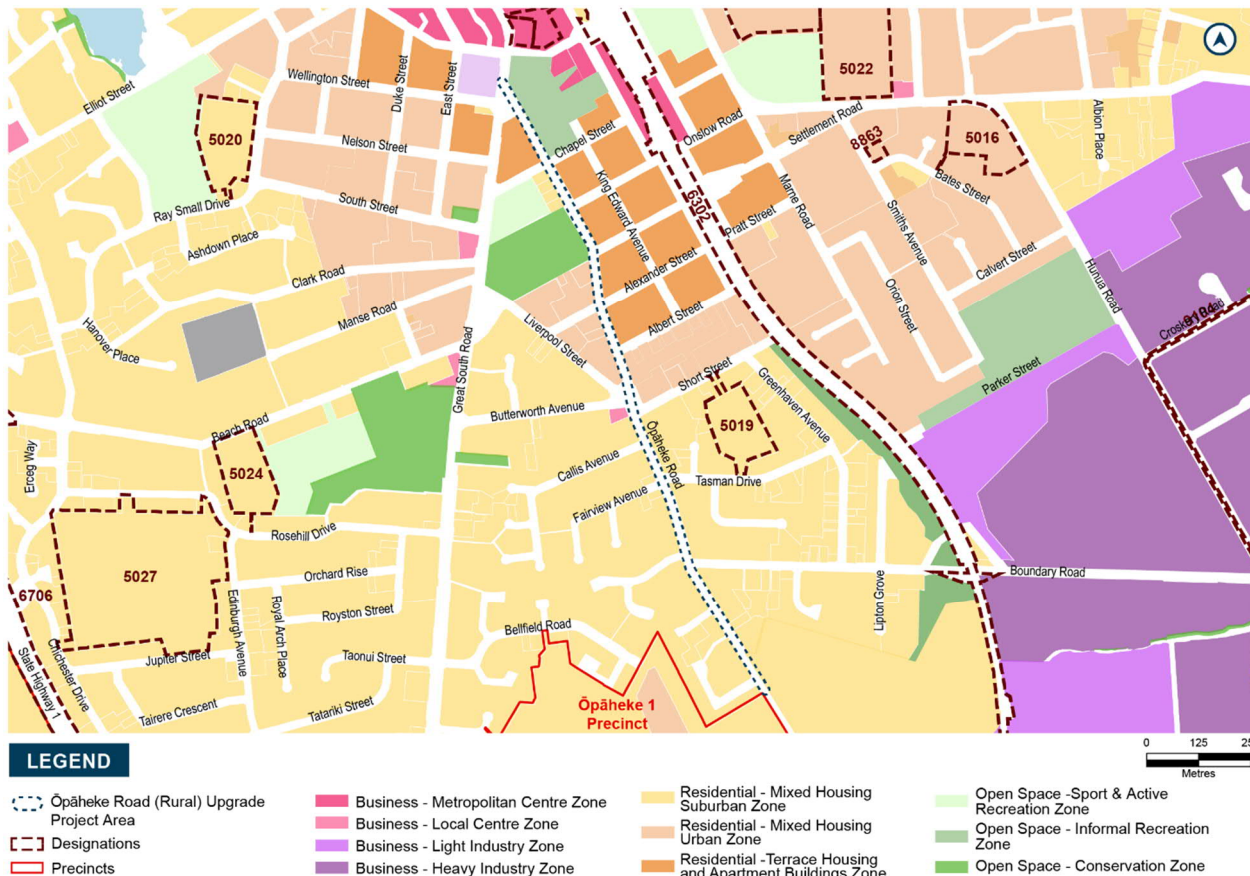 Elliot Street
Wellington Street
Duke Street
East Street
5020
Nelson Street
Chapel Street
Onslow Road
Settlement Road
5022
8863
5016
Albion Place
Bates Street
Ray Small Drive
South Street
King Edward Avenue
6302
Pratt Street
Marne Road
Smiths Avenue
Ashdown Place
Clark Road
Alexander Street
Calvert Street
Hunua Road
Manse Road
Hanover Place
Liverpool Street
Albert Street
Orion Street
9104
Great South Road
Short Street
Parker Street
Beach Road
Butterworth Avenue
Greenhaven Avenue
5019
Erceg Way
5024
Callis Avenue
Ōpāheke Road
Tasman Drive
Fairview Avenue
Rosehill Drive
5027
Orchard Rise
Boundary Road
6706
Edinburgh Avenue
Royal Arch Place
Royston Street
Lipton Grove
Bellfield Road
State Highway 1
Chichester Drive
Jupiter Street
Taonui Street
Tairere Crescent
Tatariki Street
Ōpāheke 1
Precinct
0 125
Metres
LEGEND
Ōpāheke Road (Rural) Upgrade
Project Area
Designations
Precincts
Business - Metropolitan Centre Zone
Business - Local Centre Zone
Business - Light Industry Zone
Business - Heavy Industry Zone
Residential - Mixed Housing
Suburban Zone
Residential - Mixed Housing
Urban Zone
Residential -Terrace Housing
and Apartment Buildings Zone
Open Space -Sport & Active
Recreation Zone
Open Space - Informal Recreation
Zone
Open Space - Conservation Zone